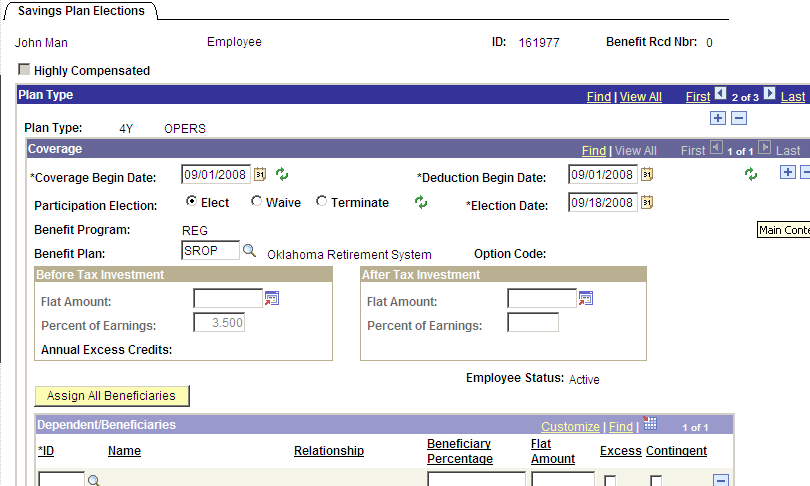 Savings Plan Elections
John Man Employee ID: 161977 Benefit Rcd Nbr: 0
Highly Compensated
Plan Type Find | View All First 2 of 3 Last
Plan Type: 4Y OPERS
Coverage Find | View All First 1 of 1 Last
*Coverage Begin Date: 09/01/2008 31 *Deduction Begin Date: 09/01/2008 31
Participation Election: Elect Waive Terminate *Election Date: 09/18/2008 31
Benefit Program: REG
Main Conte
Benefit Plan: SROP Oklahoma Retirement System Option Code:
Before Tax Investment After Tax Investment
Flat Amount: Flat Amount:
Percent of Earnings: 3.500 Percent of Earnings:
Annual Excess Credits:
Employee Status: Active
Assign All Beneficiaries
Dependent/Beneficiaries Customize | Find | 1 of 1
*ID Name Relationship Beneficiary Percentage Flat Amount Excess Contingent